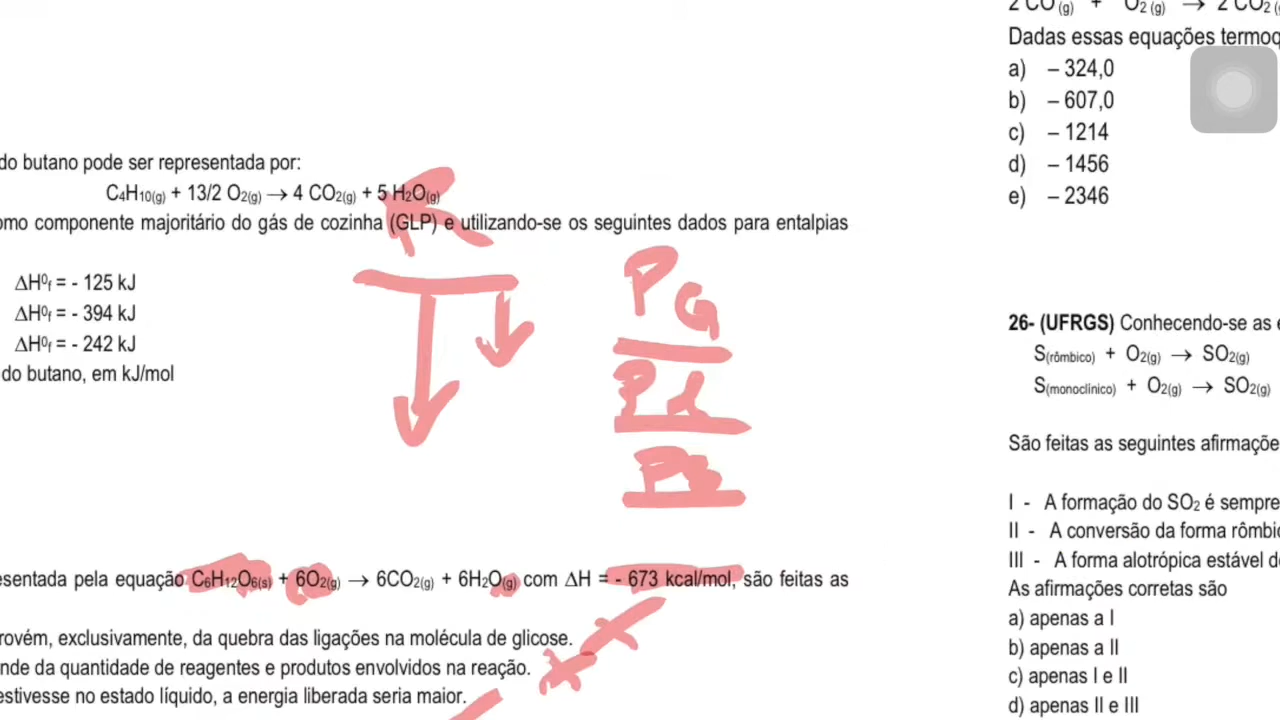 do butano pode ser representada por:
C4H10(g) + 13/2 O2(g) → 4 CO2(g) + 5 H2O(g)
omo componente majoritário do gás de cozinha (GLP) e utilizando-se os seguintes dados para entalpias
ΔH⁰f = - 125 kJ
ΔH⁰f = - 394 kJ
ΔH⁰f = - 242 kJ
do butano, em kJ/mol
R
PG
PL
PS
esentada pela equação C6H12O6(s) + 6O2(g) → 6CO2(g) + 6H2O(g) com ΔH = - 673 kcal/mol, são feitas as
rovém, exclusivamente, da quebra das ligações na molécula de glicose.
nde da quantidade de reagentes e produtos envolvidos na reação.
estivesse no estado líquido, a energia liberada seria maior.
2 CO(g) + O2(g) → 2 CO2(
Dadas essas equações termoq
a) – 324,0
b) – 607,0
c) – 1214
d) – 1456
e) – 2346
26- (UFRGS) Conhecendo-se as e
S(rômbico) + O2(g) → SO2(g)
S(monoclínico) + O2(g) → SO2(g)
São feitas as seguintes afirmaçõe
I - A formação do SO2 é sempre
II - A conversão da forma rômbic
III - A forma alotrópica estável d
As afirmações corretas são
a) apenas a I
b) apenas a II
c) apenas I e II
d) apenas II e III